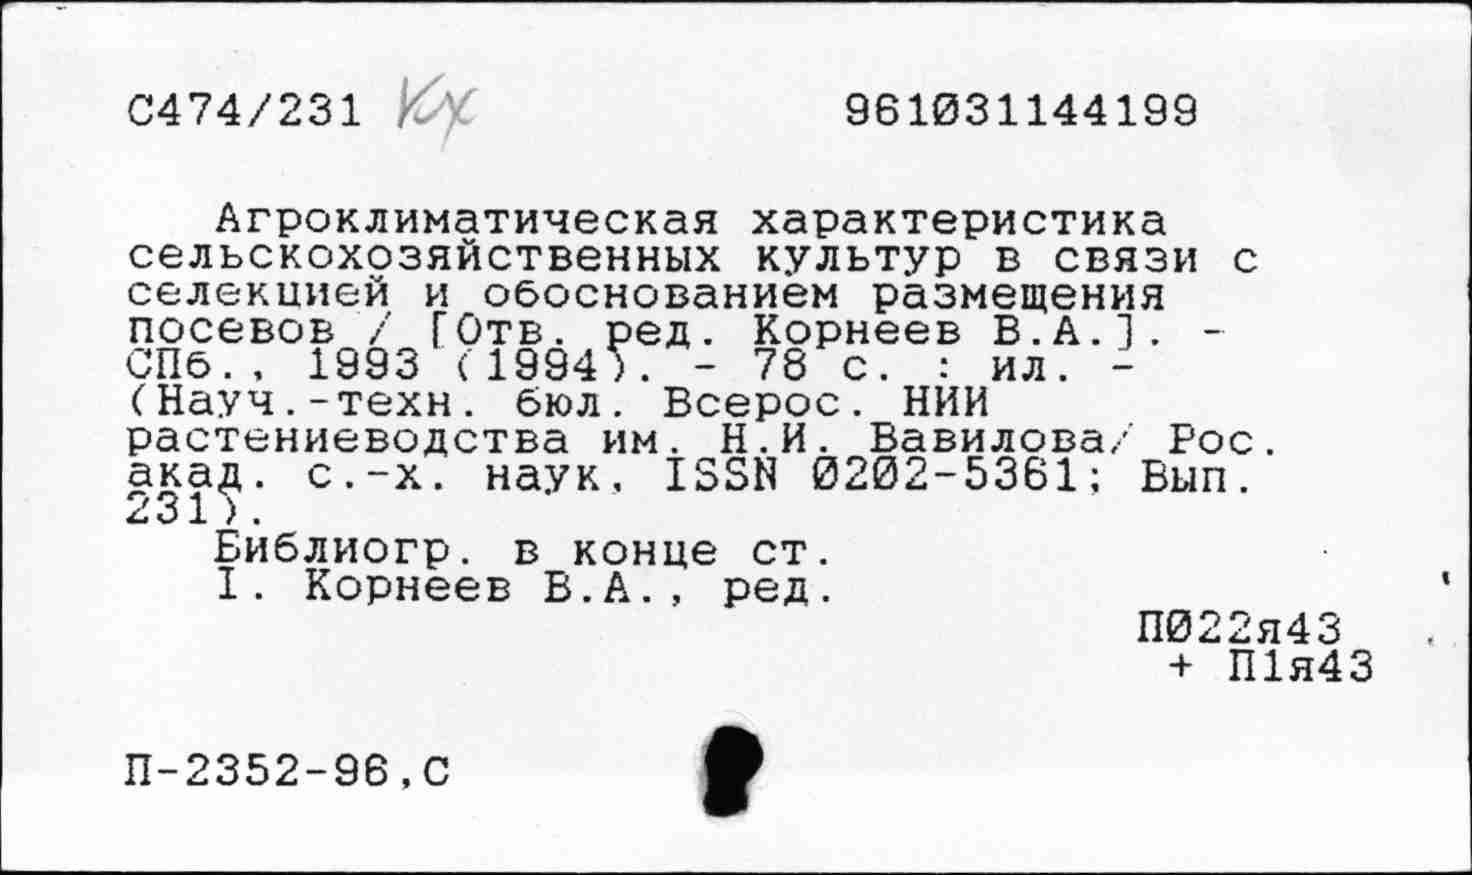 С474/231 Кх 961031144199
Агроклиматическая характеристика
сельскохозяйственных культур в связи с
селекцией и обоснованием размещения
посевов / [Отв. ред. Корнеев В.А.]. -
СПб., 1993 (1994). - 78 с. : ил. -
(Науч.-техн. бюл. Всерос. НИИ
растениеводства им. Н.И. Вавилова/ Рос.
акад. с.-х. наук, ISSN 0202-5361; Вып.
231).
Библиогр. в конце ст.
I. Корнеев В.А., ред.
П022я43
+ П1я43
П-2352-96,С